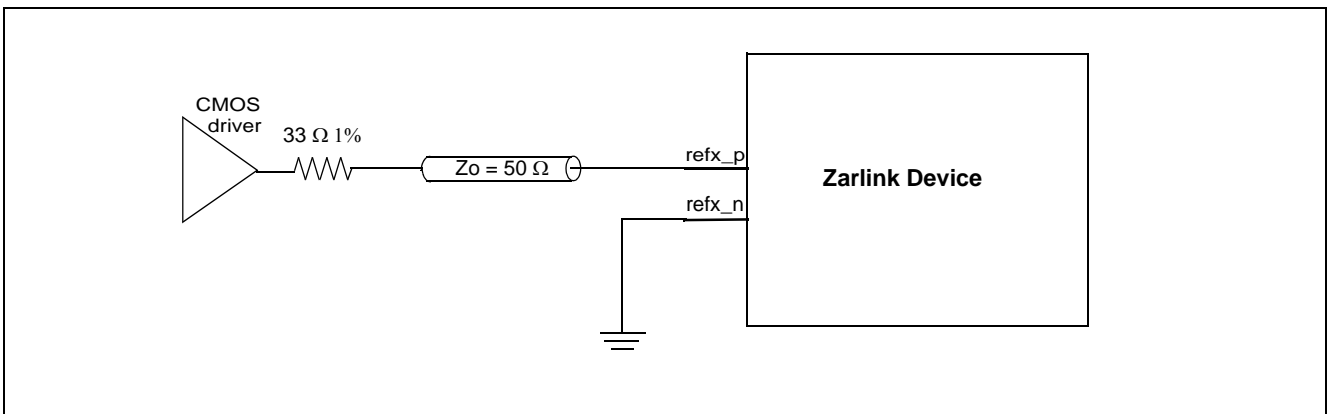 CMOS
driver
33 Ω 1%
Zo = 50 Ω
refx_p
Zarlink Device
refx_n